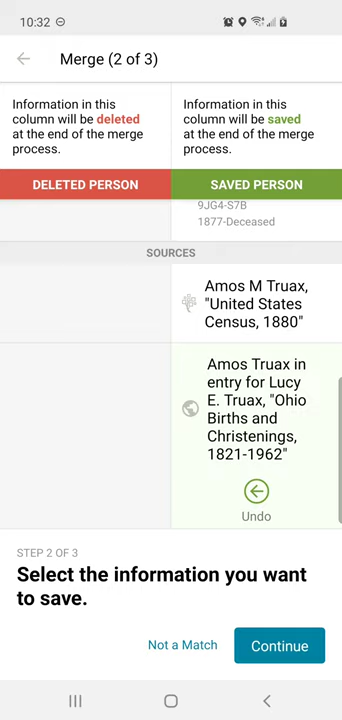 10:32
Merge (2 of 3)
Information in this
column will be deleted
at the end of the merge
process.
Information in this
column will be saved
at the end of the merge
process.
DELETED PERSON
SAVED PERSON
9JG4-S7B
1877-Deceased
SOURCES
Amos M Truax,
"United States
Census, 1880"
Amos Truax in
entry for Lucy
E. Truax, "Ohio
Births and
Christenings,
1821-1962"
Undo
STEP 2 OF 3
Select the information you want
to save.
Not a Match
Continue